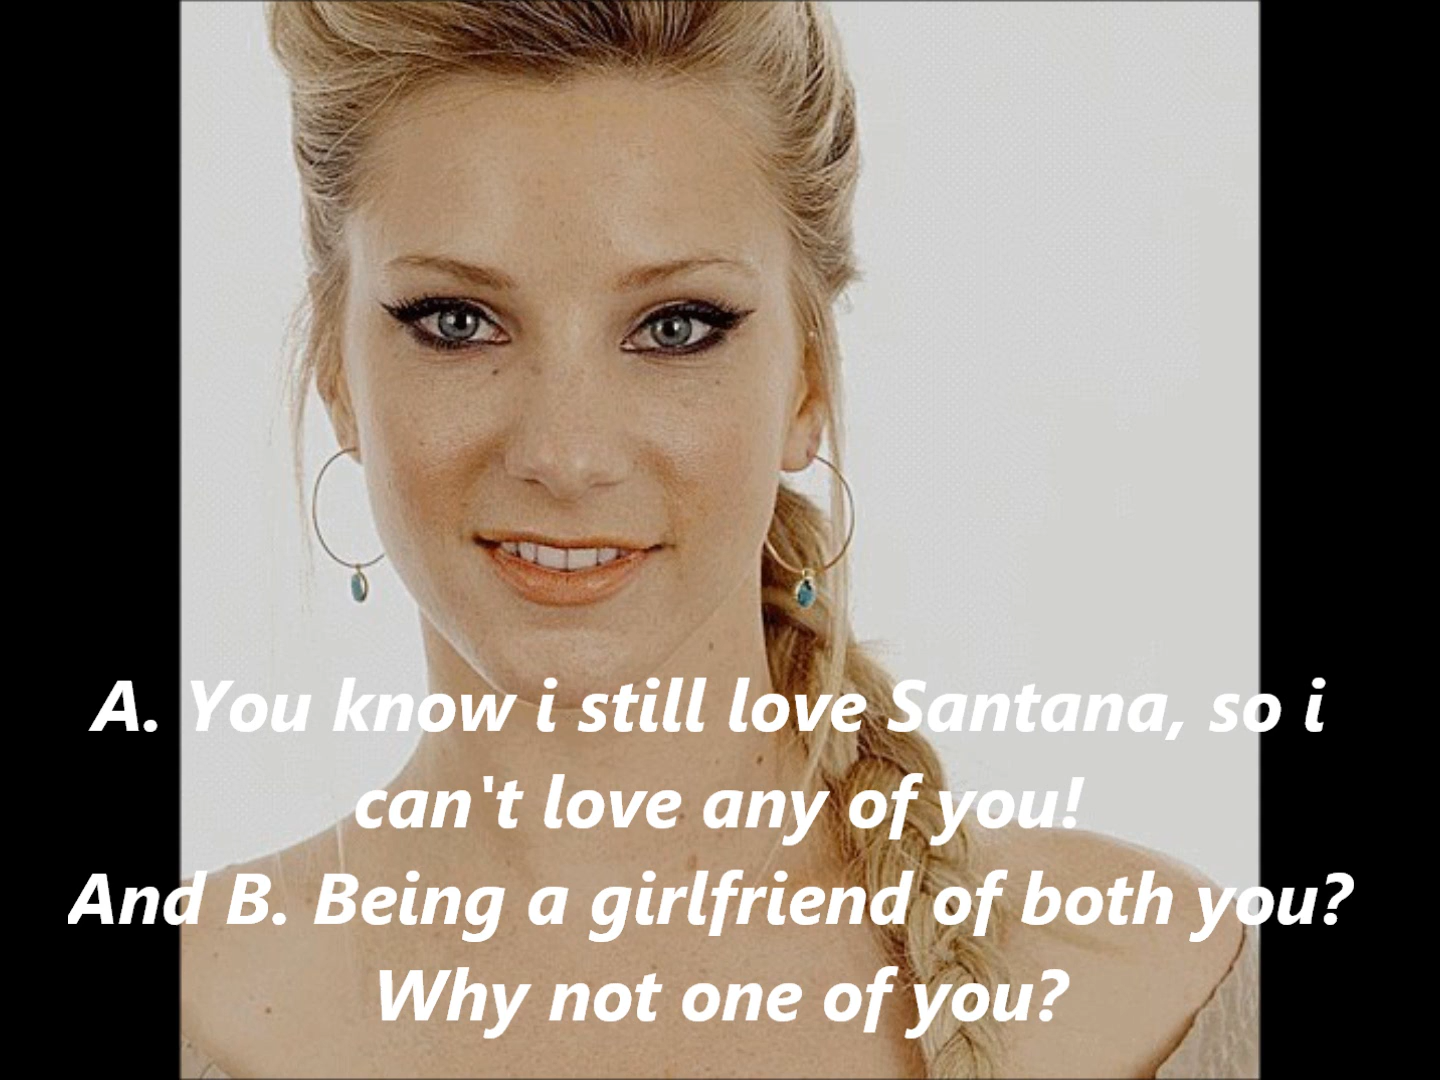 A. You know i still love Santana, so i
can't love any of you!
And B. Being a girlfriend of both you?
Why not one of you?